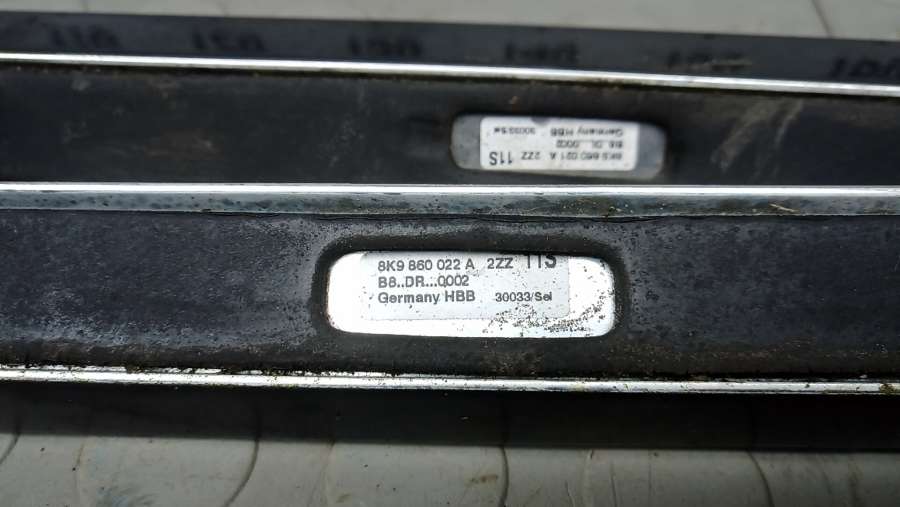 8K9 860 021 A 2ZZ 11S
B8..DL...0002
Germany HBB 30033/Sel
8K9 860 022 A 2ZZ 11S
B8..DR...0002
Germany HBB 30033/Sel